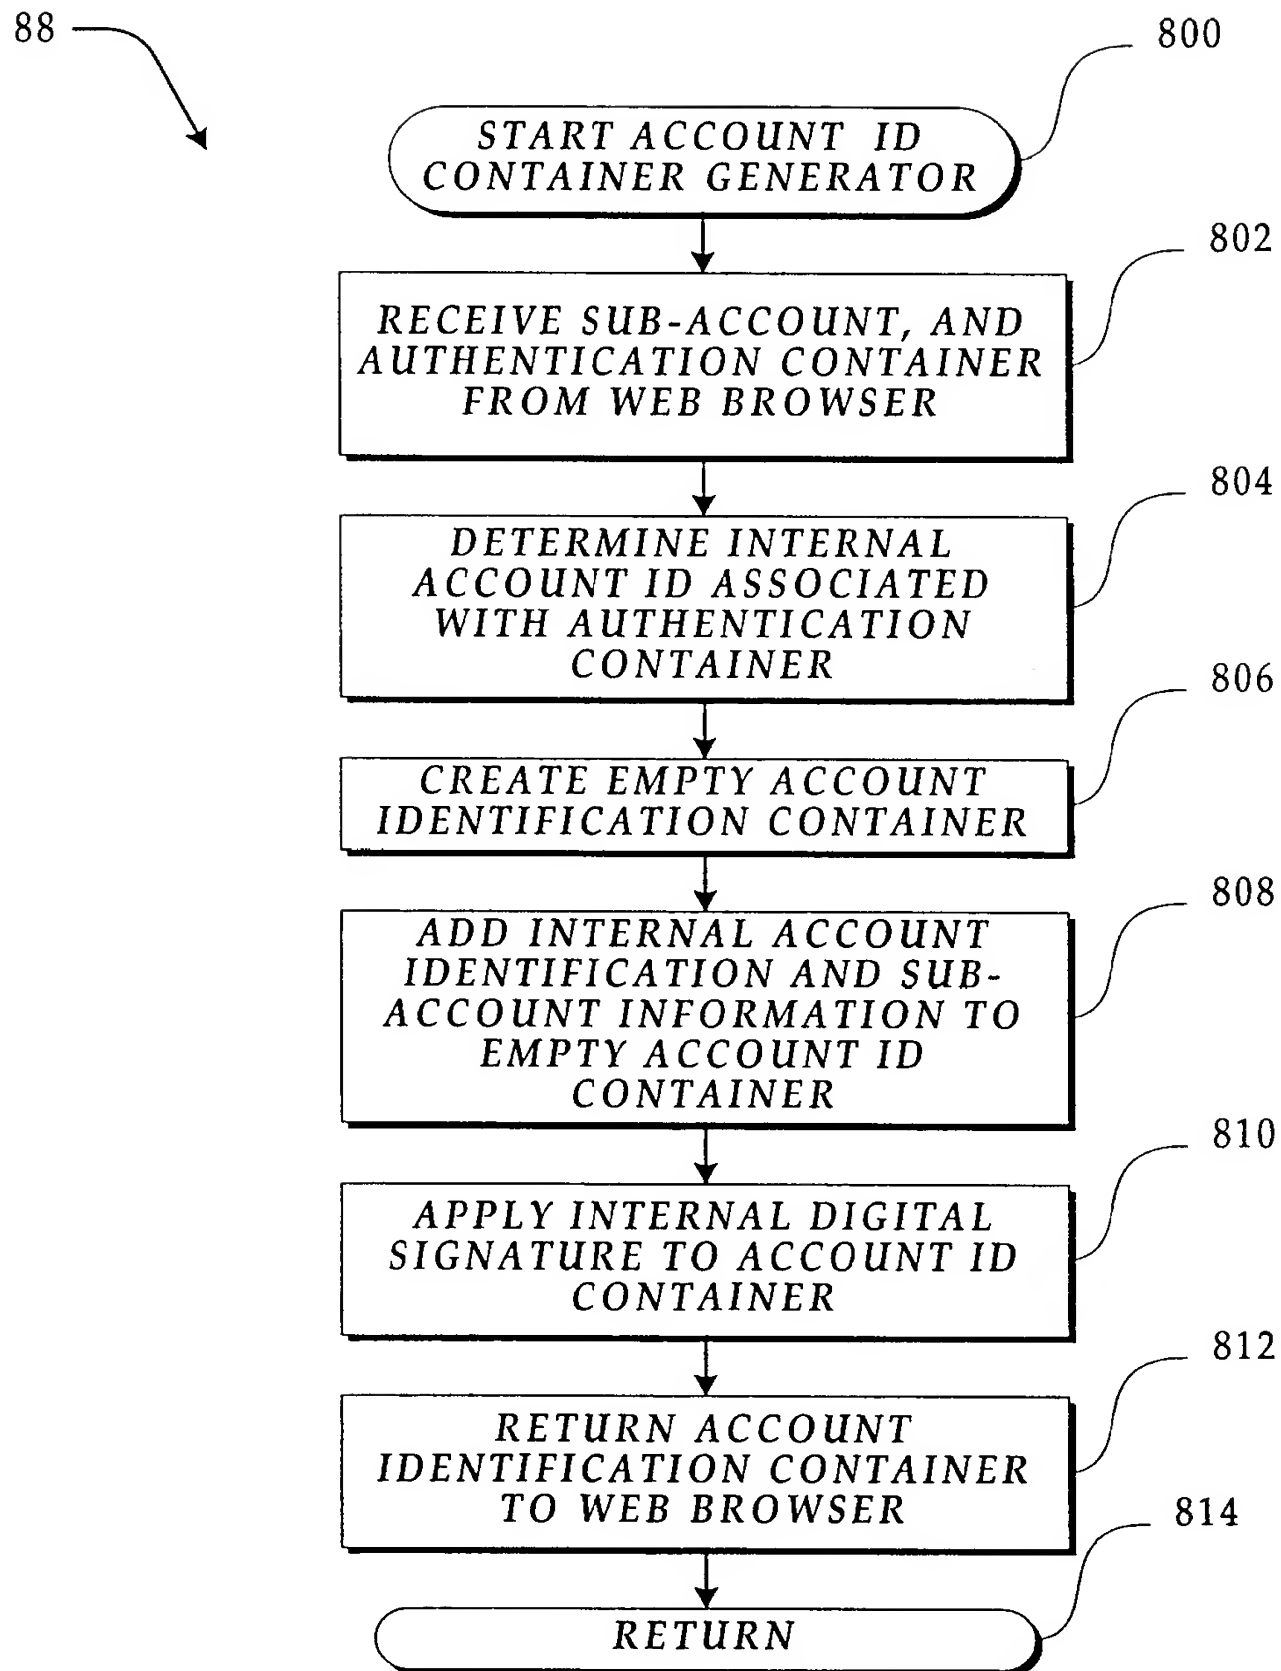 88
800
START ACCOUNT ID
CONTAINER GENERATOR
802
RECEIVE SUB-ACCOUNT, AND
AUTHENTICATION CONTAINER
FROM WEB BROWSER
804
DETERMINE INTERNAL
ACCOUNT ID ASSOCIATED
WITH AUTHENTICATION
CONTAINER
806
CREATE EMPTY ACCOUNT
IDENTIFICATION CONTAINER
808
ADD INTERNAL ACCOUNT
IDENTIFICATION AND SUB-
ACCOUNT INFORMATION TO
EMPTY ACCOUNT ID
CONTAINER
810
APPLY INTERNAL DIGITAL
SIGNATURE TO ACCOUNT ID
CONTAINER
812
RETURN ACCOUNT
IDENTIFICATION CONTAINER
TO WEB BROWSER
814
RETURN